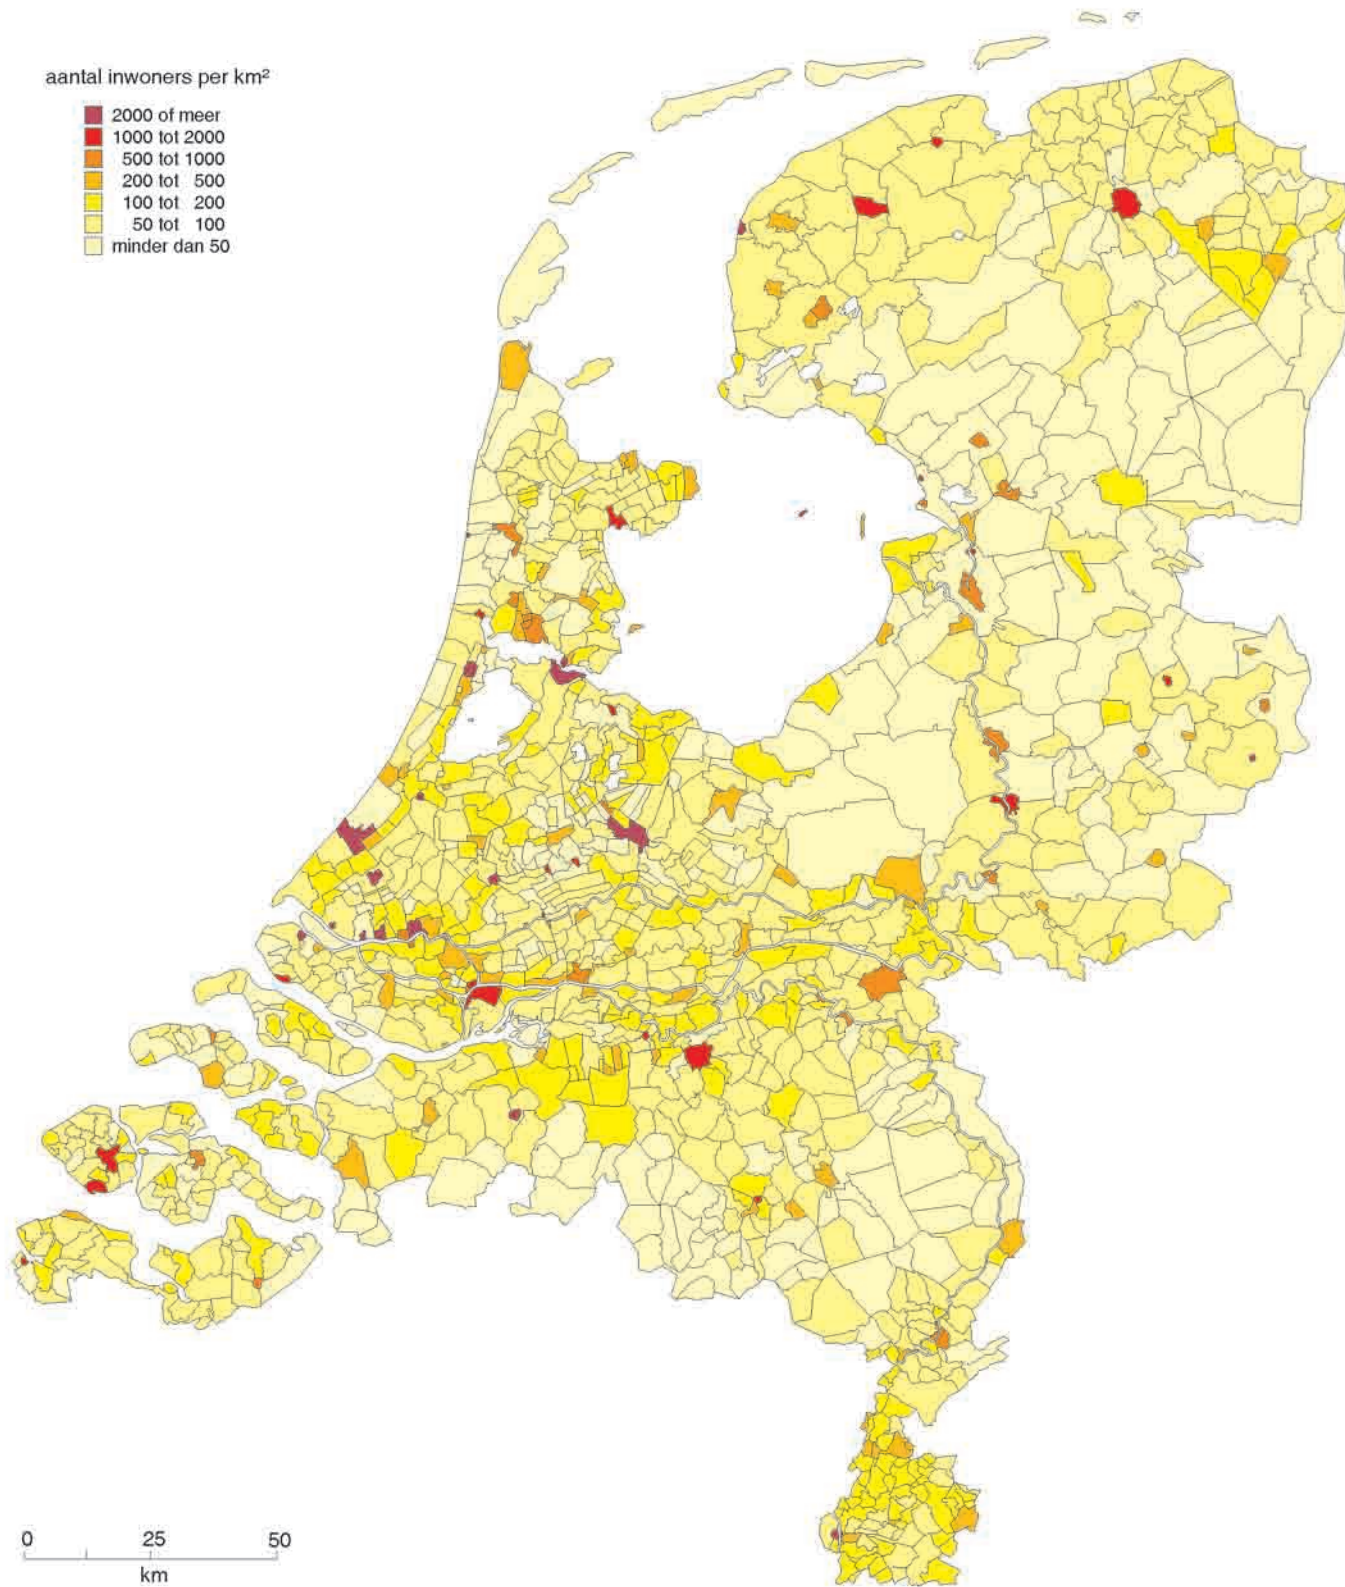 aantal inwoners per km²
2000 of meer
1000 tot 2000
500 tot 1000
200 tot 500
100 tot 200
50 tot 100
minder dan 50
0 25 50
km